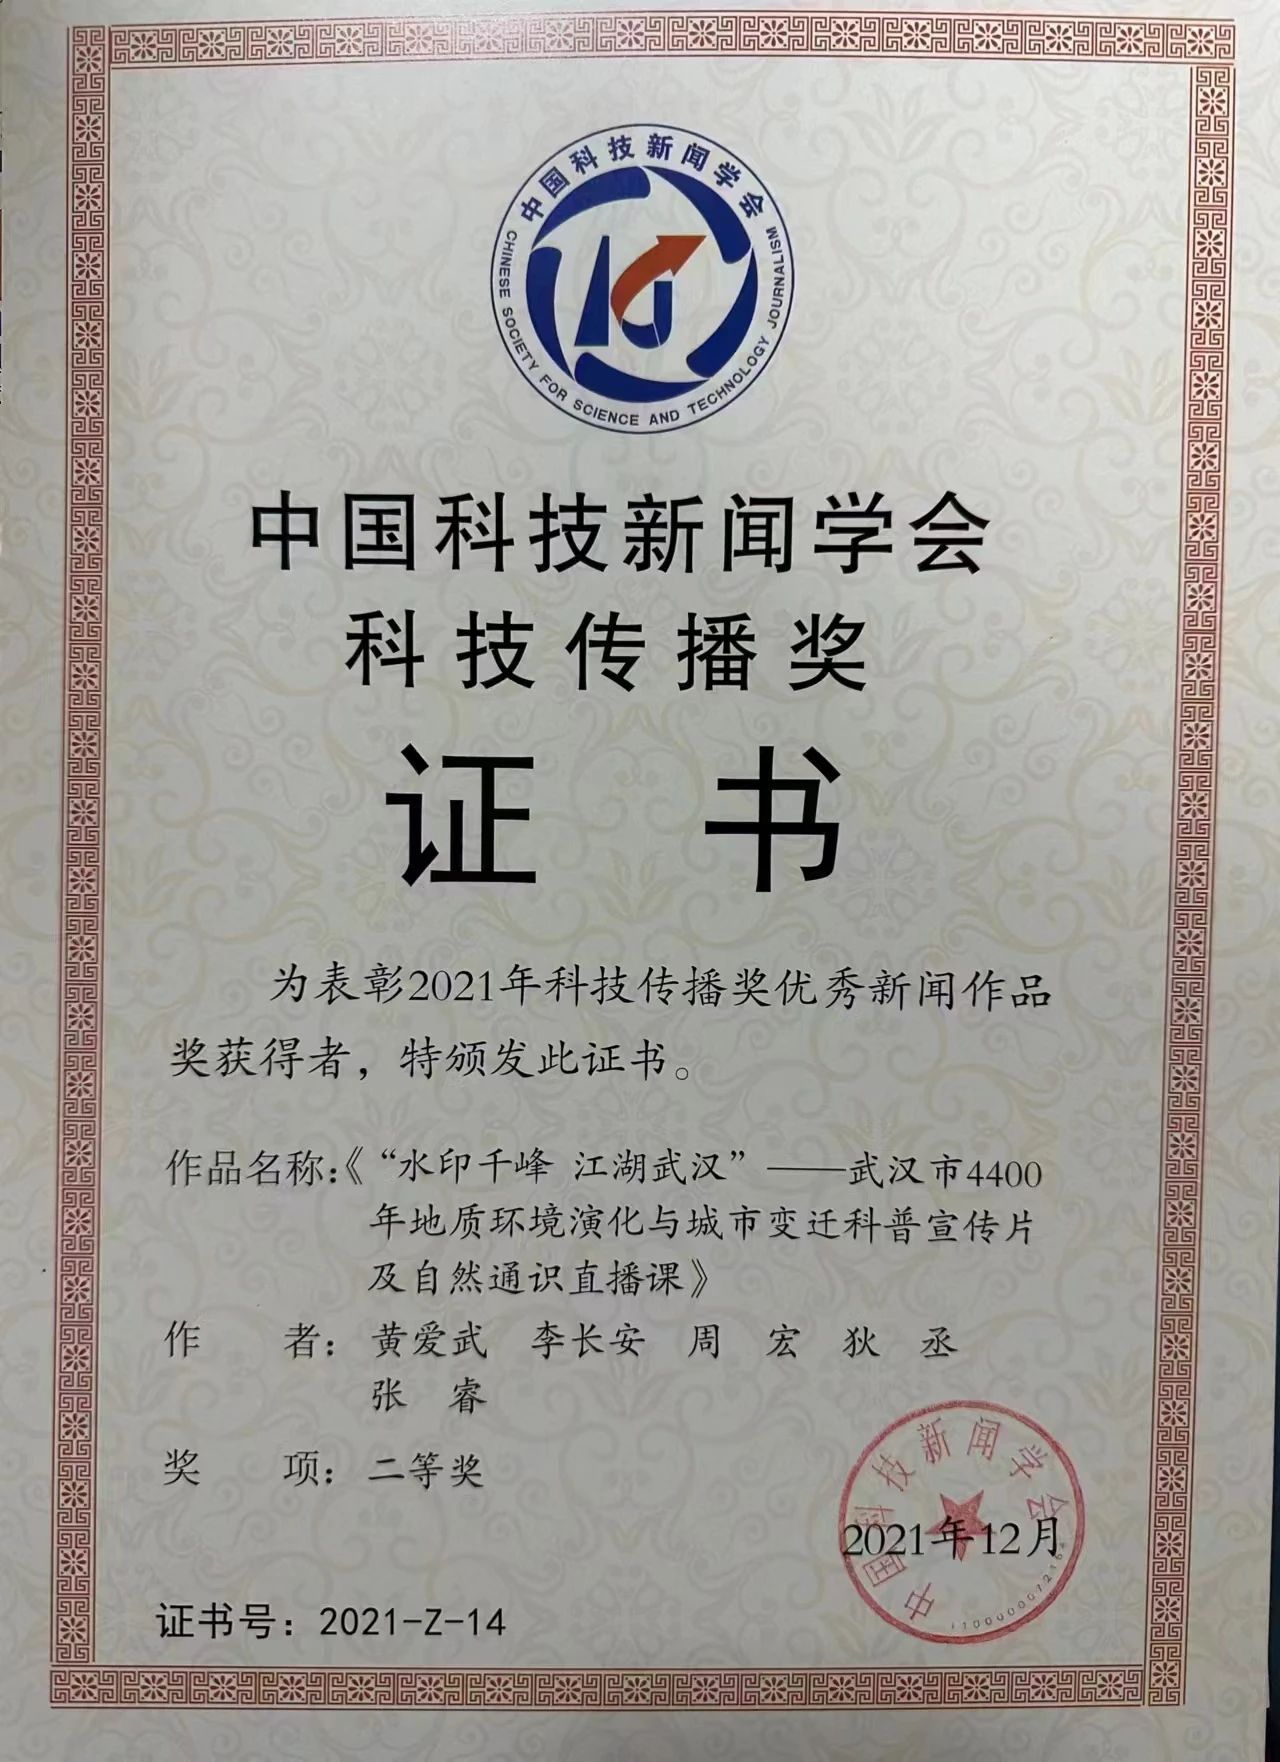 中国科技新闻学会
CHINESE SOCIETY FOR SCIENCE AND TECHNOLOGY JOURNALISM
中国科技新闻学会
科技传播奖
证 书
为表彰2021年科技传播奖优秀新闻作品
奖获得者，特颁发此证书。
作品名称：《“水印千峰 江湖武汉”——武汉市4400
年地质环境演化与城市变迁科普宣传片
及自然通识直播课》
作 者：黄爱武 李长安 周 宏 狄 丞
张 睿
奖 项：二等奖
中国科技新闻学会
2021年12月
证书号：2021-Z-14